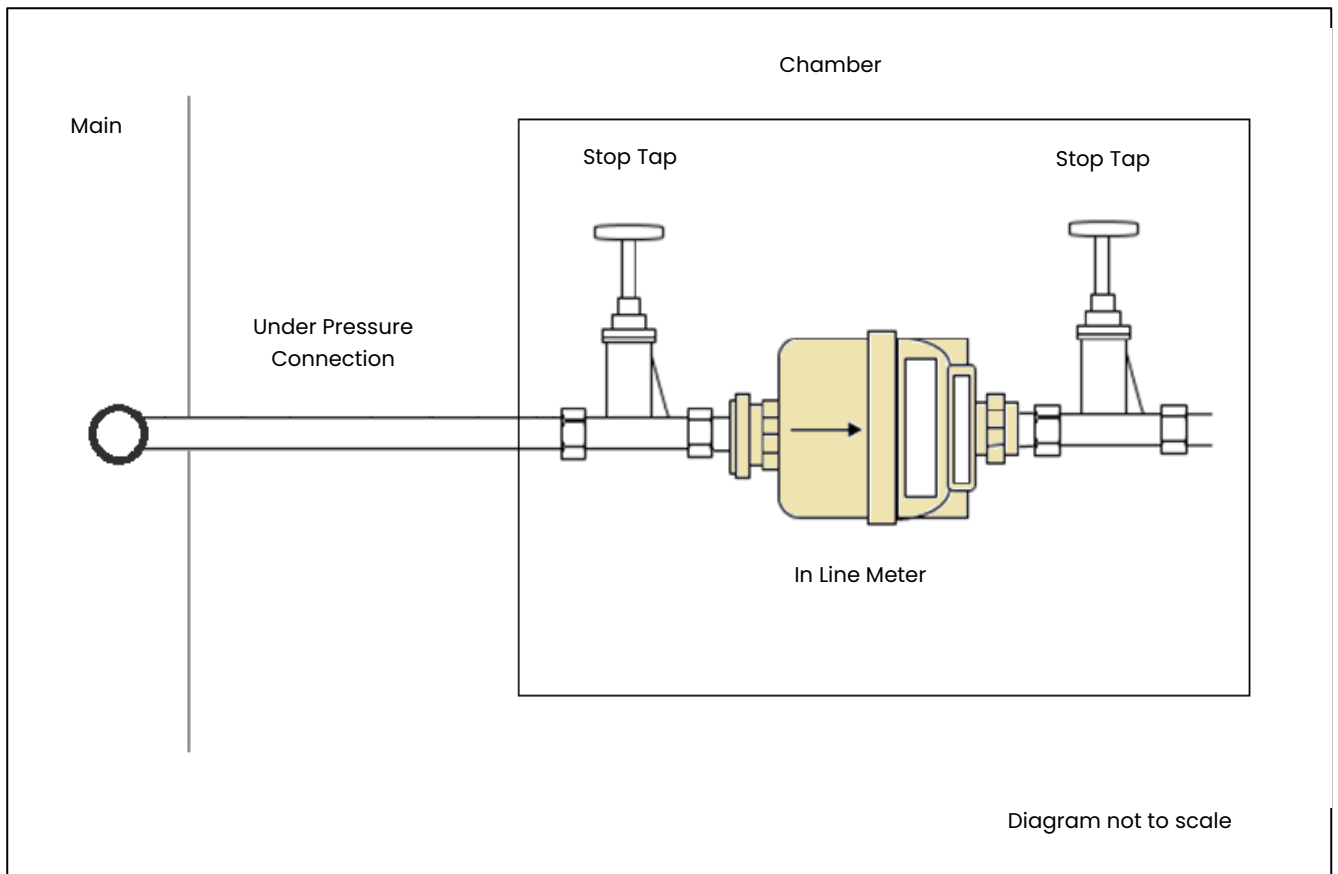 Chamber
Main
Stop Tap
Stop Tap
Under Pressure
Connection
In Line Meter
Diagram not to scale